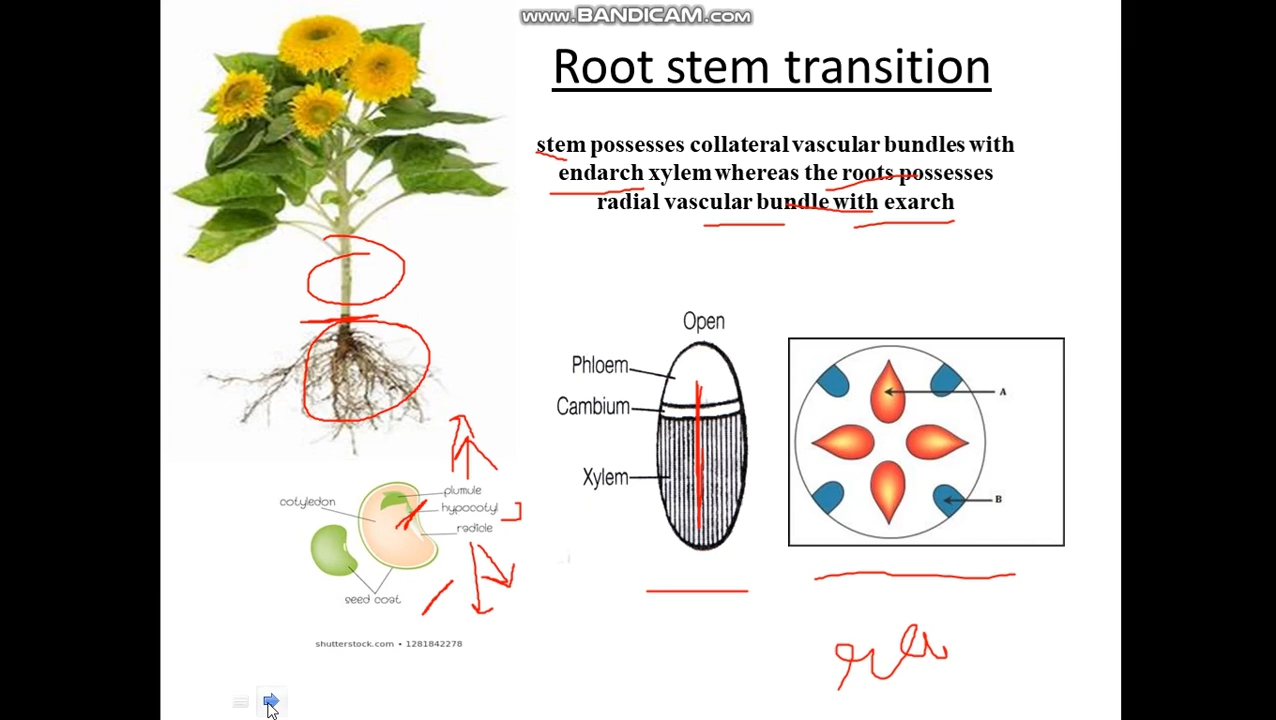 www.BANDICAM.com
Root stem transition
stem possesses collateral vascular bundles with
endarch xylem whereas the roots possesses
radial vascular bundle with exarch
Open
Phloem
Cambium
Xylem
A
B
plumule
cotyledon
hypocotyl
radicle
seed coat
shutterstock.com • 1281842278